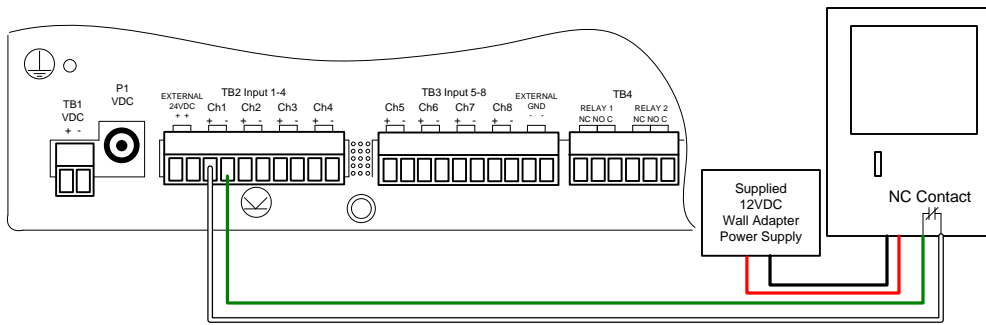 P1
VDC
TB1
VDC
+ -
EXTERNAL
24VDC
+ +
TB2 Input 1-4
Ch1 Ch2 Ch3 Ch4
+ - + - + - + -
TB3 Input 5-8
Ch5 Ch6 Ch7 Ch8
+ - + - + - + -
EXTERNAL
GND
- -
TB4
RELAY 1 RELAY 2
NC NO C NC NO C
Supplied
12VDC
Wall Adapter
Power Supply
NC Contact